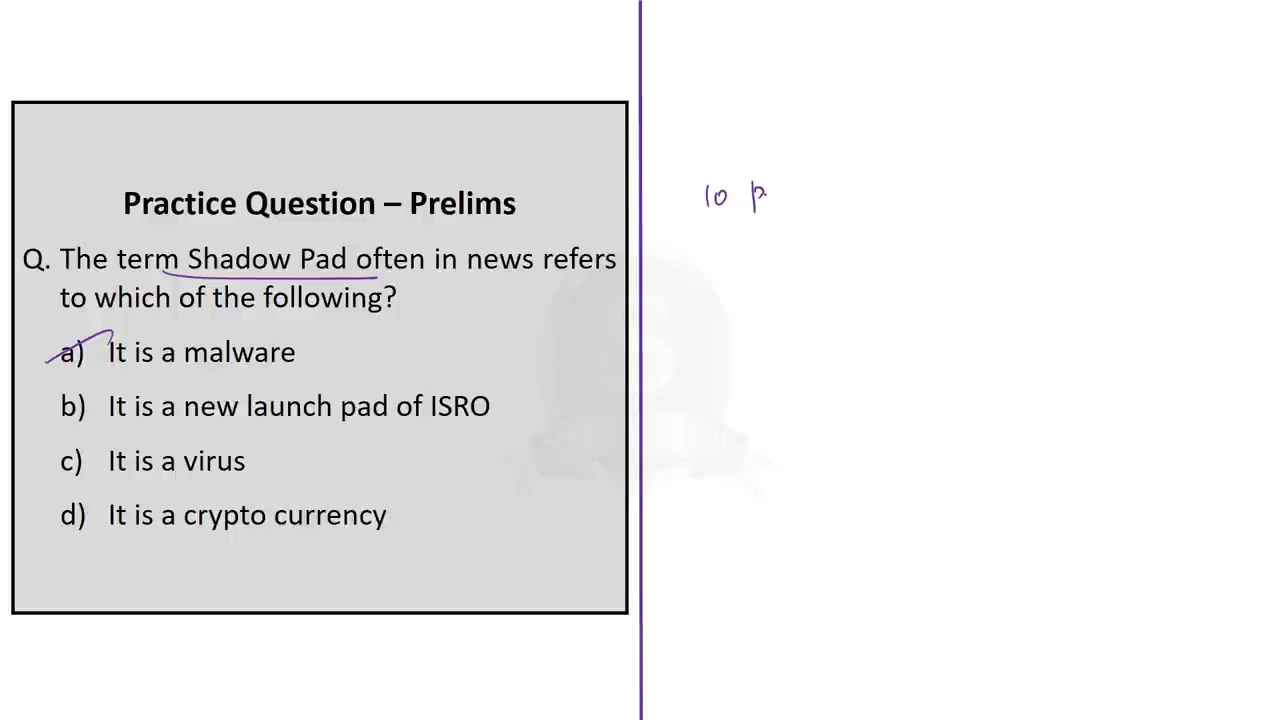 Practice Question – Prelims
Q. The term Shadow Pad often in news refers
to which of the following?
a) It is a malware
b) It is a new launch pad of ISRO
c) It is a virus
d) It is a crypto currency
10 p